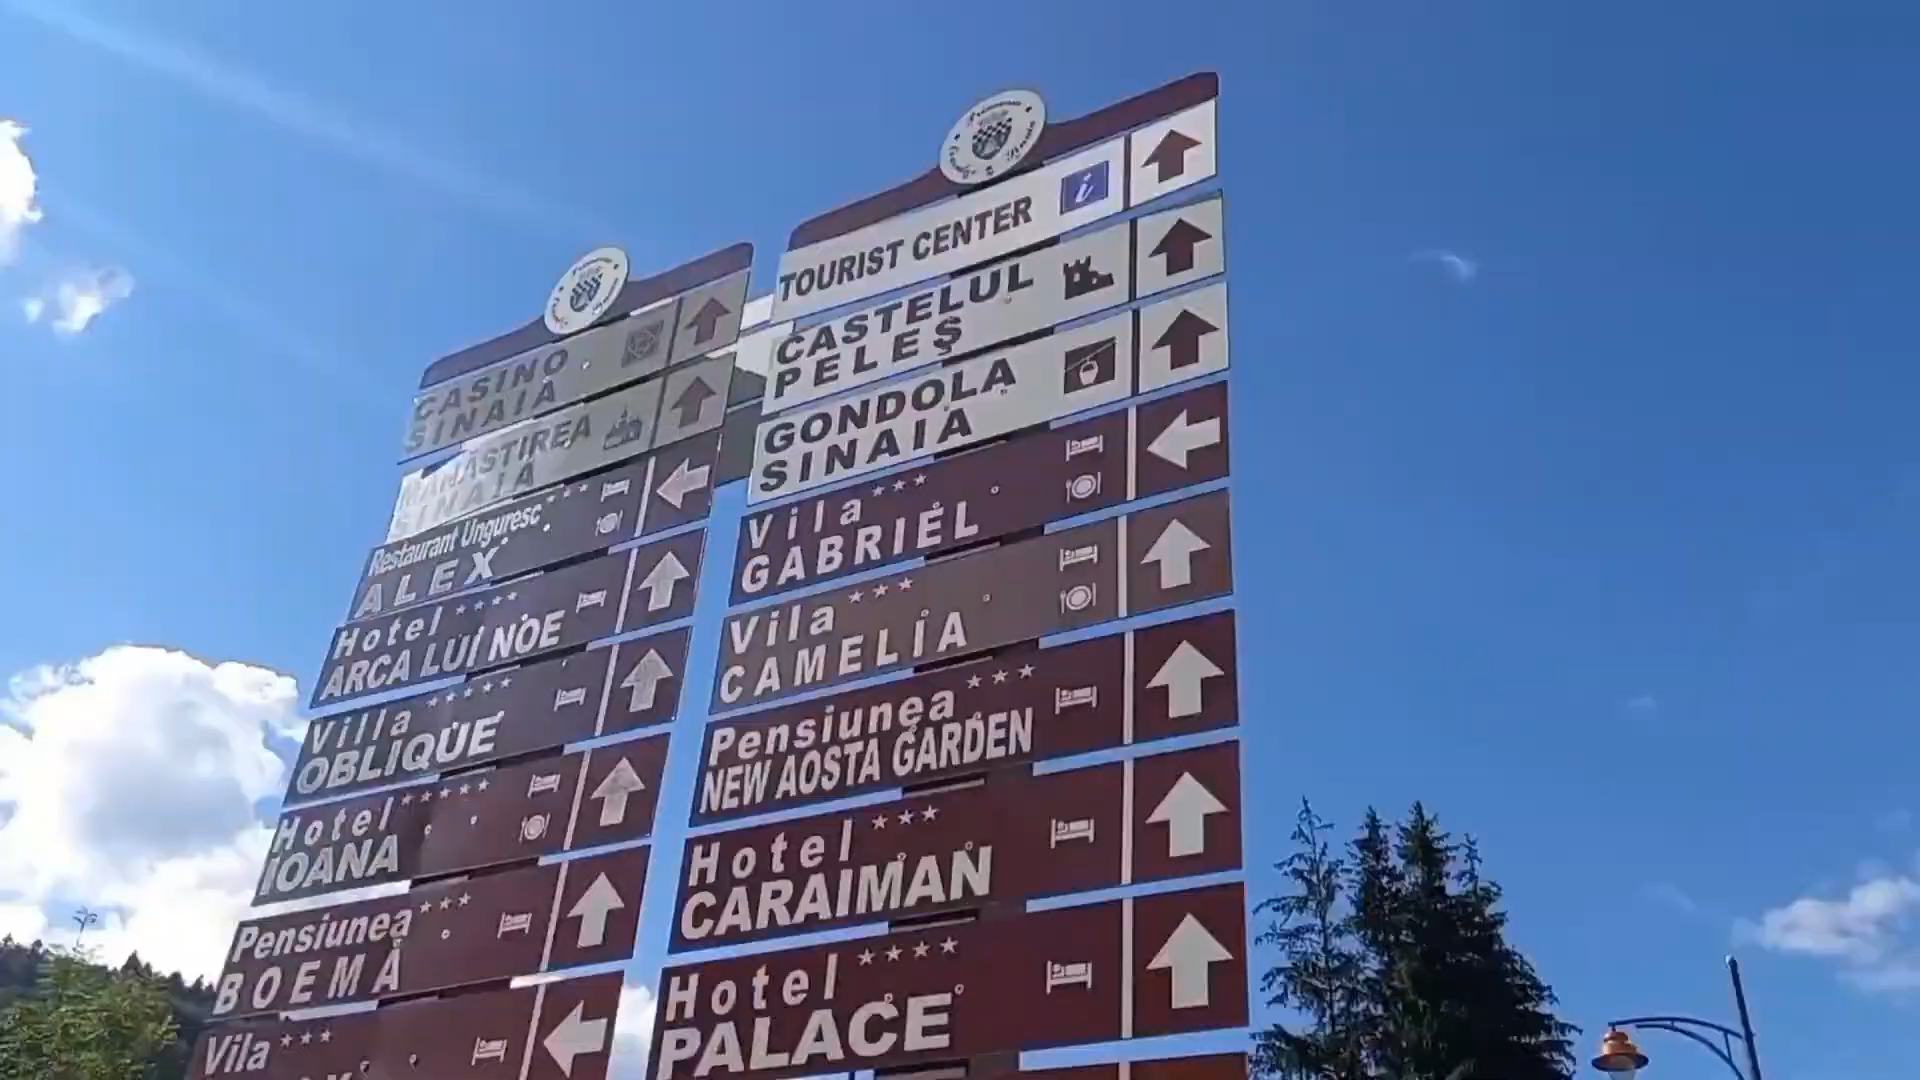 CASINO
SINAIA
MĂNĂSTIREA
SINAIA
Restaurant Unguresc ***
ALEX
Hotel ****
ARCA LUI NOE
Villa *****
OBLIQUE
Hotel *****
IOANA
Pensiunea ***
BOEMA
Vila ***
TOURIST CENTER
i
CASTELUL
PELEŞ
GONDOLA
SINAIA
Vila ***
GABRIEL
Vila ***
CAMELIA
Pensiunea ***
NEW AOSTA GARDEN
Hotel ***
CARAIMAN
Hotel ****
PALACE